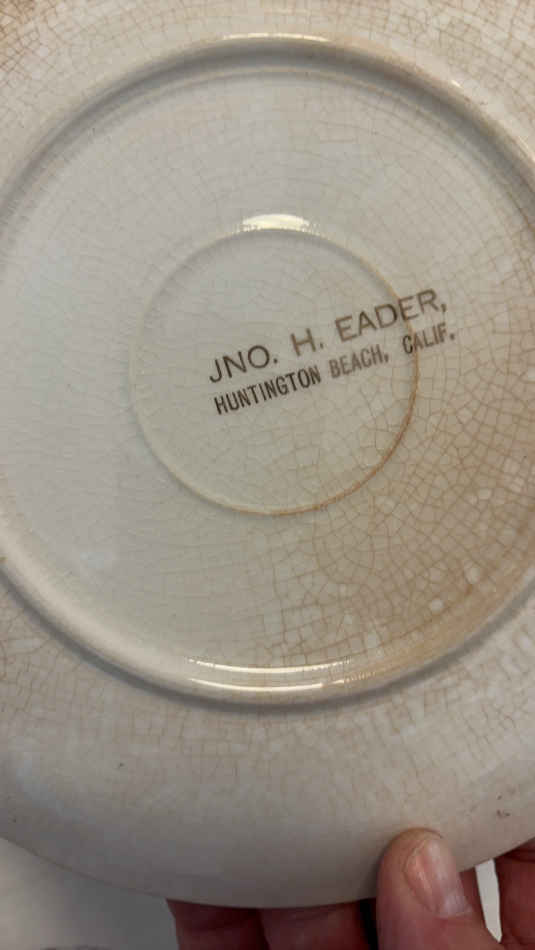 JNO. H. EADER,
HUNTINGTON BEACH, CALIF.